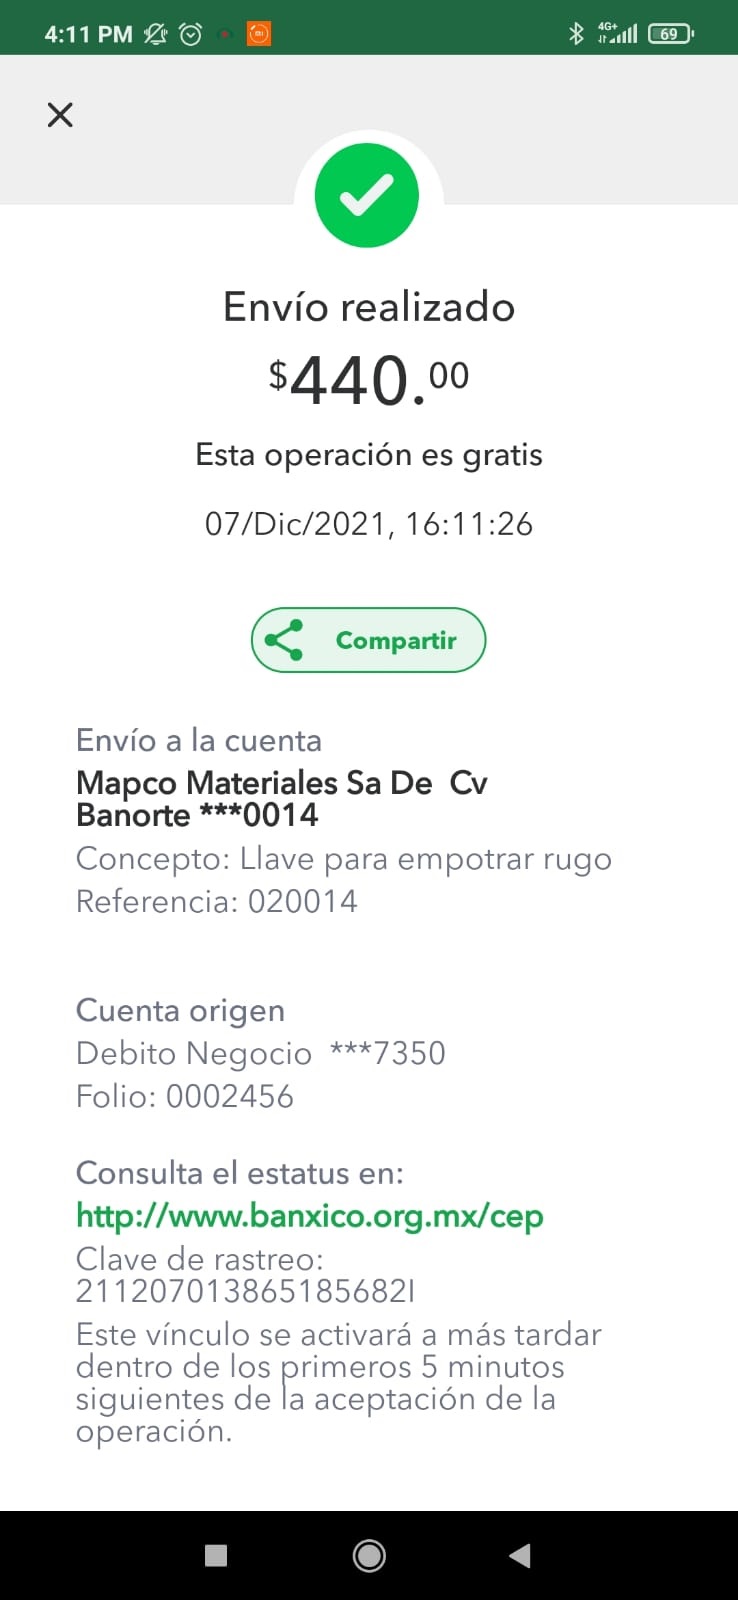 4:11 PM
4G+
69
Envío realizado
$440.00
Esta operación es gratis
07/Dic/2021, 16:11:26
Compartir
Envío a la cuenta
Mapco Materiales Sa De Cv
Banorte ***0014
Concepto: Llave para empotrar rugo
Referencia: 020014
Cuenta origen
Debito Negocio ***7350
Folio: 0002456
Consulta el estatus en:
http://www.banxico.org.mx/cep
Clave de rastreo:
211207013865185682I
Este vínculo se activará a más tardar
dentro de los primeros 5 minutos
siguientes de la aceptación de la
operación.